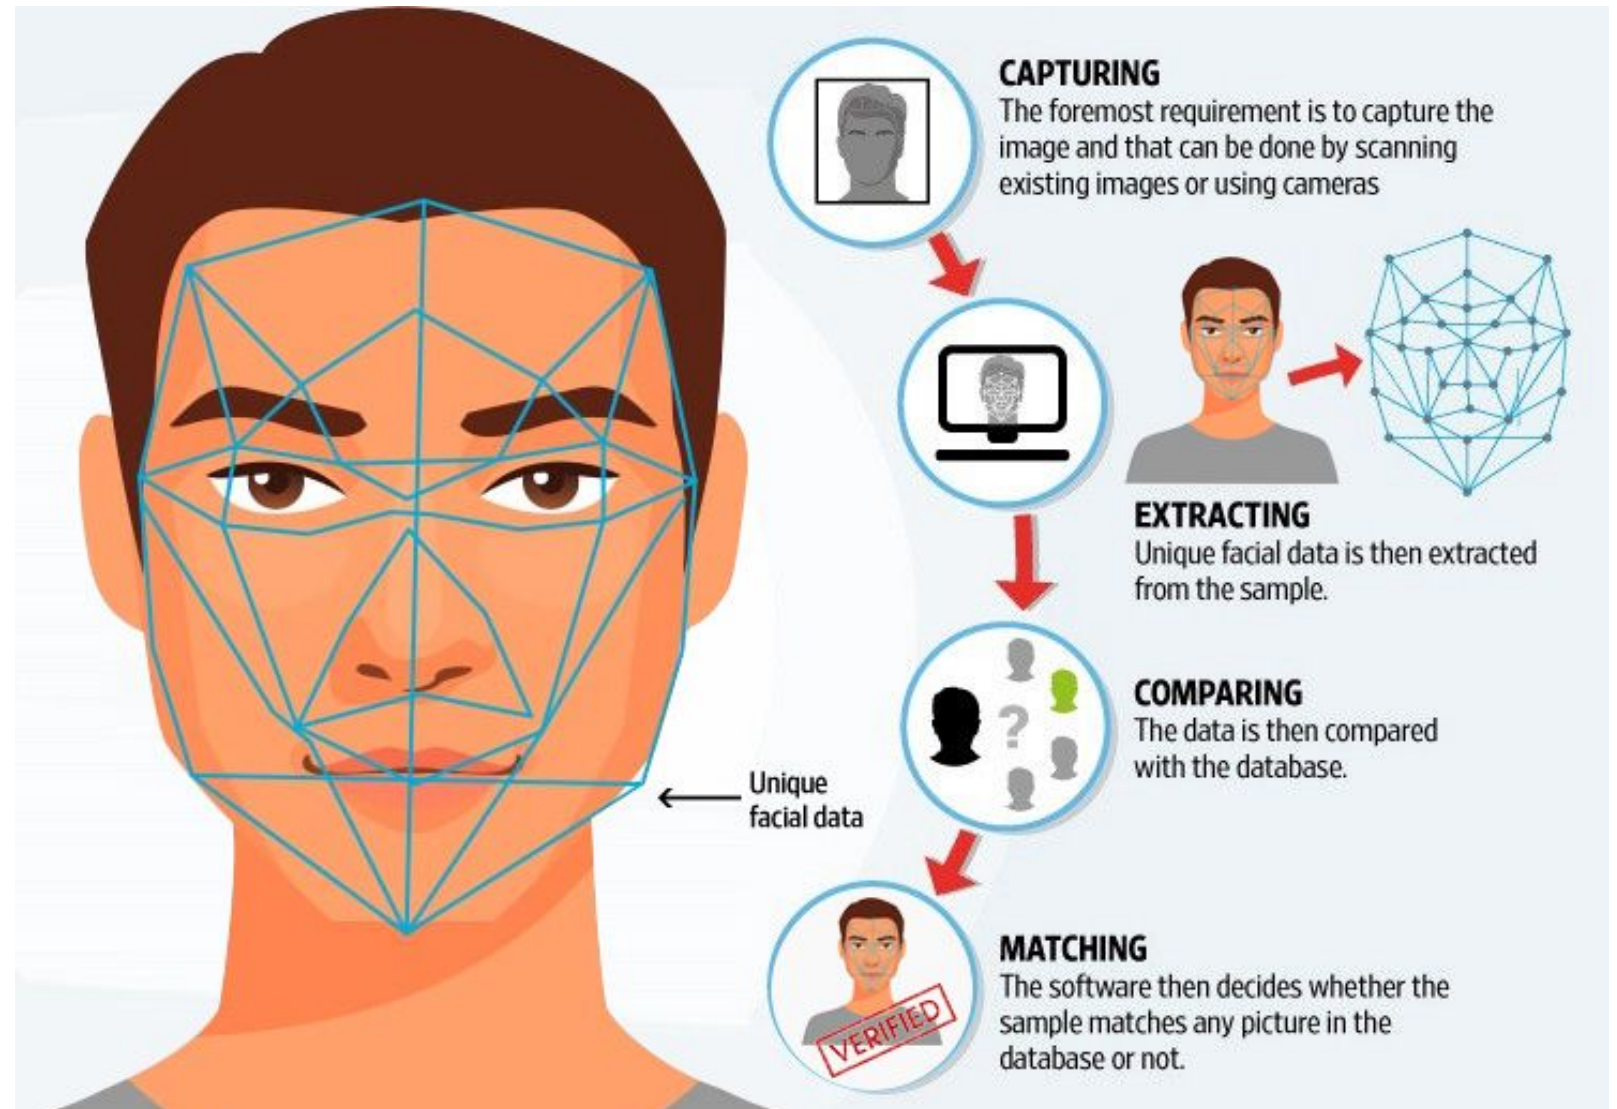 CAPTURING
The foremost requirement is to capture the
image and that can be done by scanning
existing images or using cameras
EXTRACTING
Unique facial data is then extracted
from the sample.
?
COMPARING
The data is then compared
with the database.
Unique
facial data
MATCHING
The software then decides whether the
sample matches any picture in the
database or not.
VERIFIED